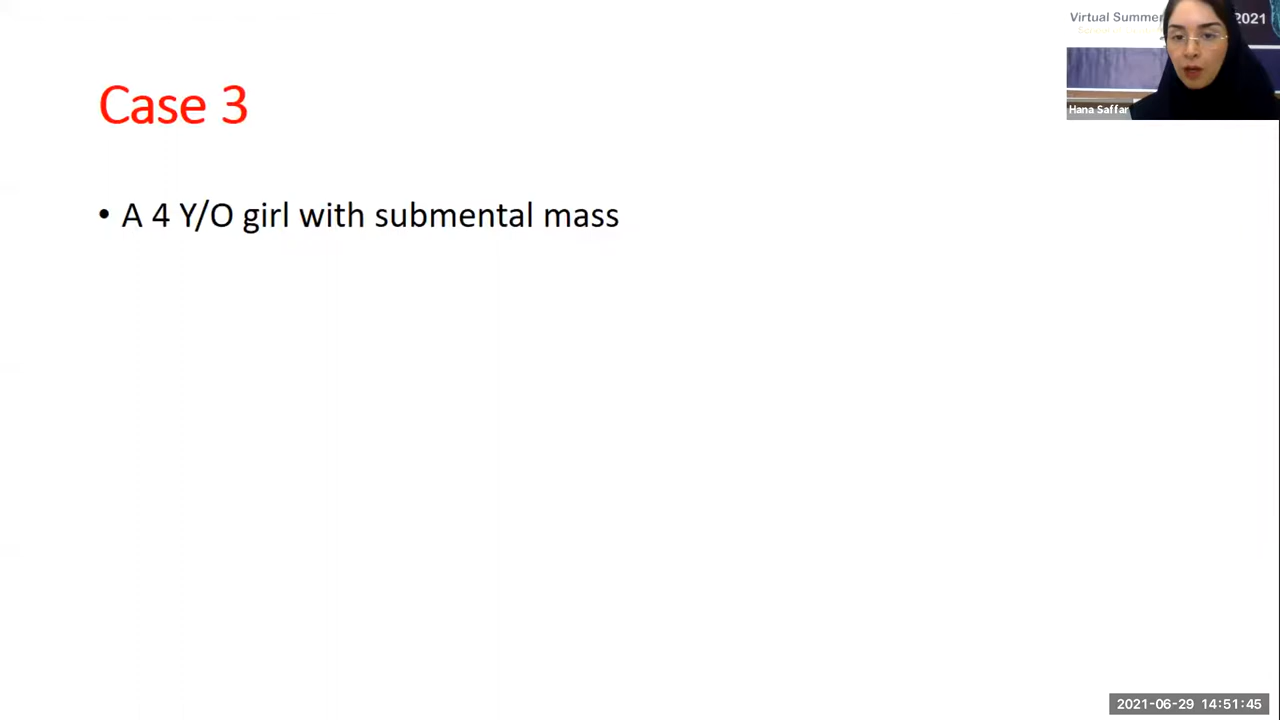 Virtual Summer
2021
Hana Saffar
Case 3
• A 4 Y/O girl with submental mass
2021-06-29 14:51:45